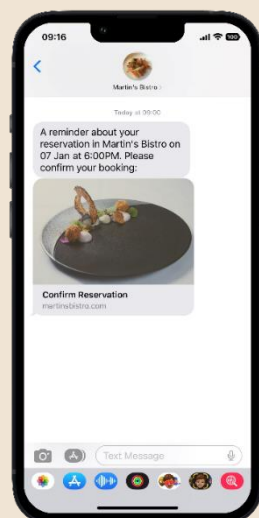 09:16
100
Martin's Bistro
Today at 09:00
A reminder about your
reservation in Martin's Bistro on
07 Jan at 6:00PM. Please
confirm your booking:
Confirm Reservation
martinsbistro.com
Text Message